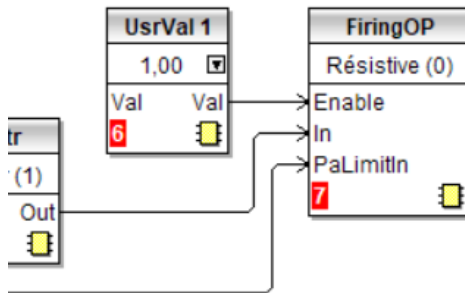 UsrVal 1
1,00
Val Val
6
FiringOP
Résistive (0)
Enable
In
PaLimitIn
7
tr
(1)
Out